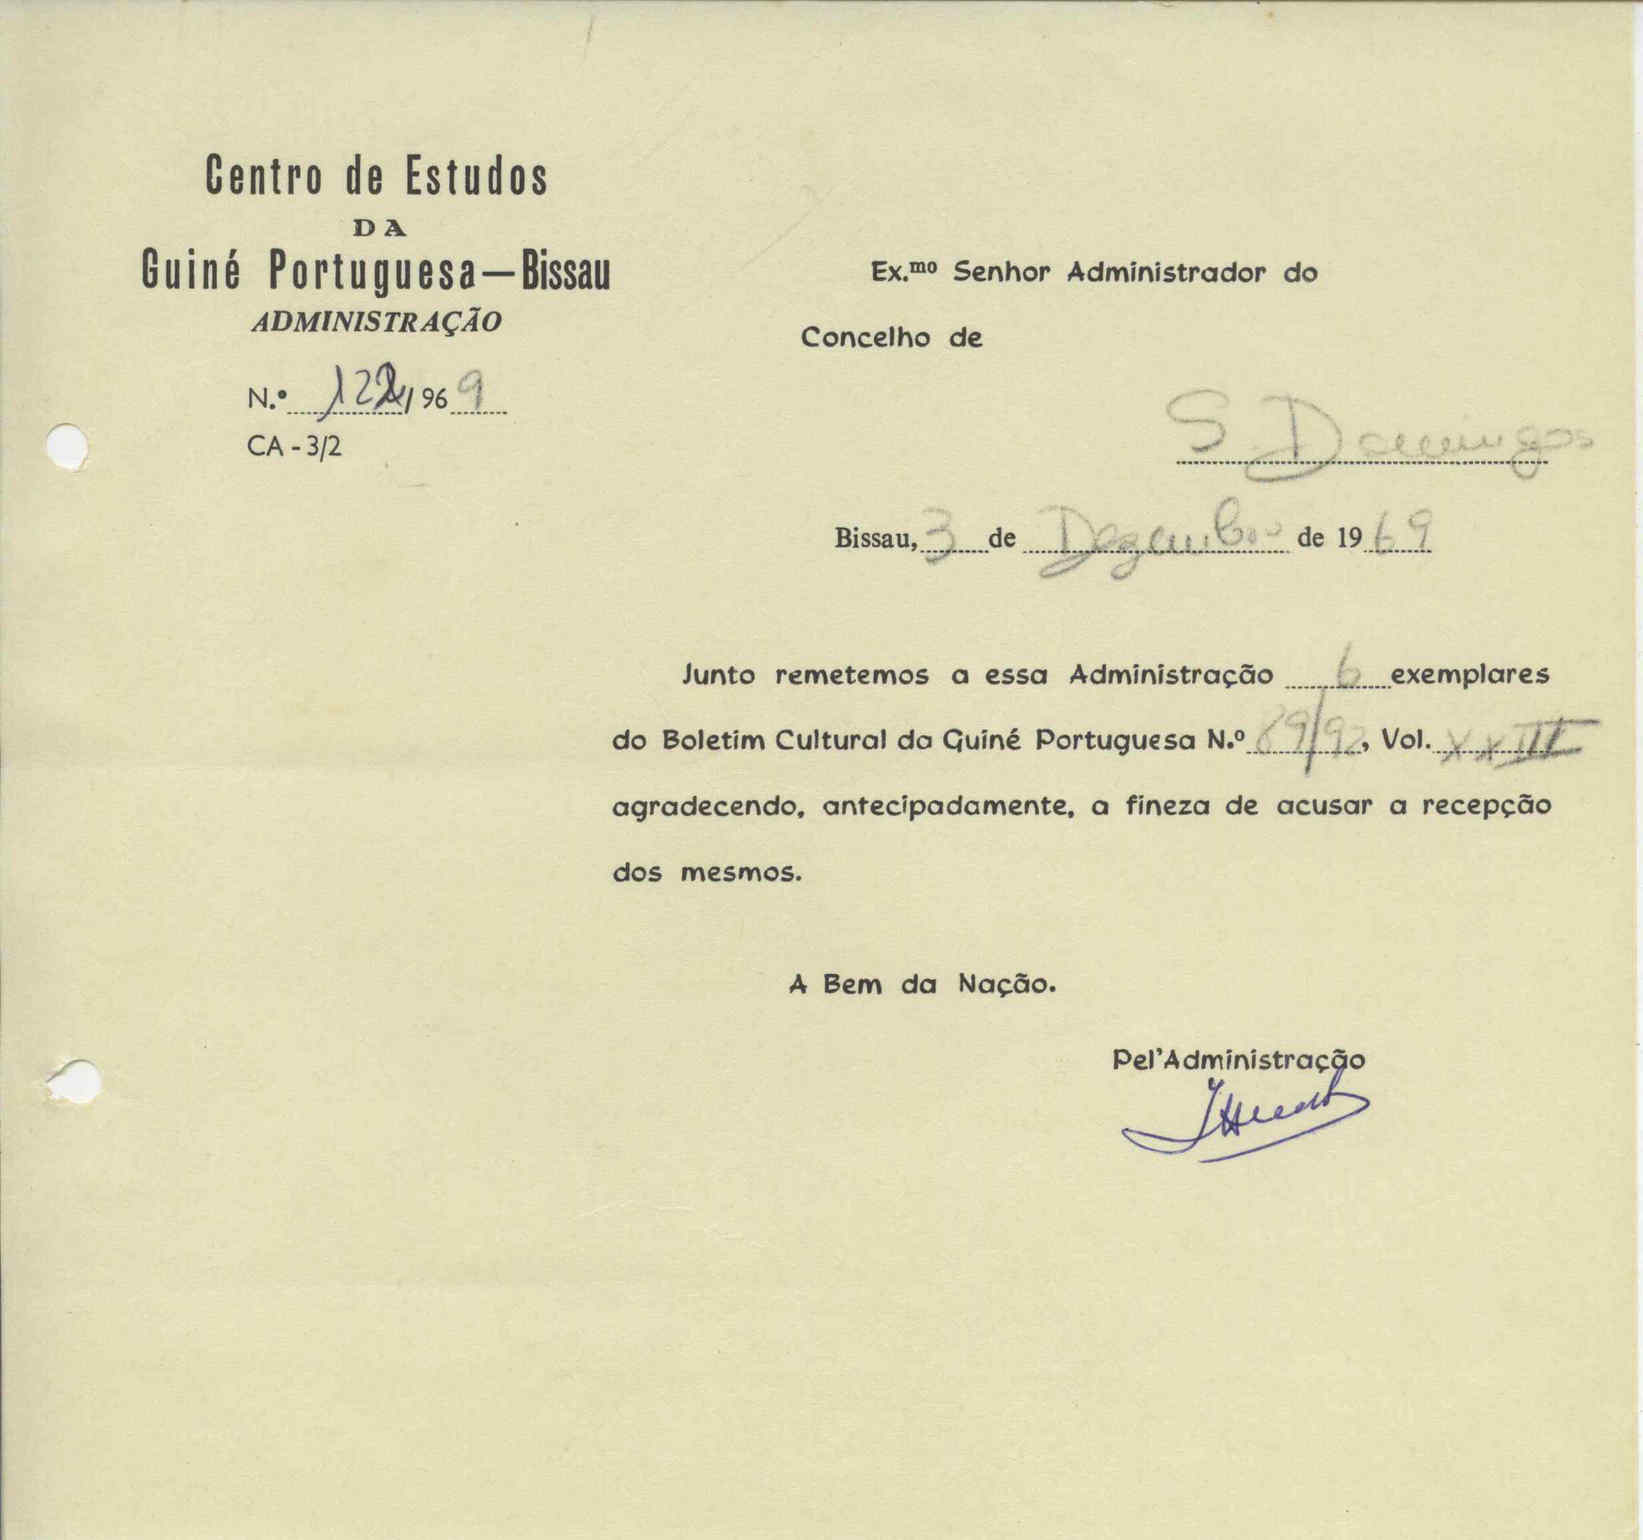 Centro de Estudos
DA
Guiné Portuguesa—Bissau
ADMINISTRAÇÃO
N.º 122/1969
CA - 3/2
Ex.mo Senhor Administrador do
Concelho de
S. Domingos
Bissau, 3 de Dezembro de 1969
Junto remetemos a essa Administração 6 exemplares
do Boletim Cultural da Guiné Portuguesa N.º 89/92, Vol. XXIII
agradecendo, antecipadamente, a fineza de acusar a recepção
dos mesmos.
A Bem da Nação.
Pel'Administração